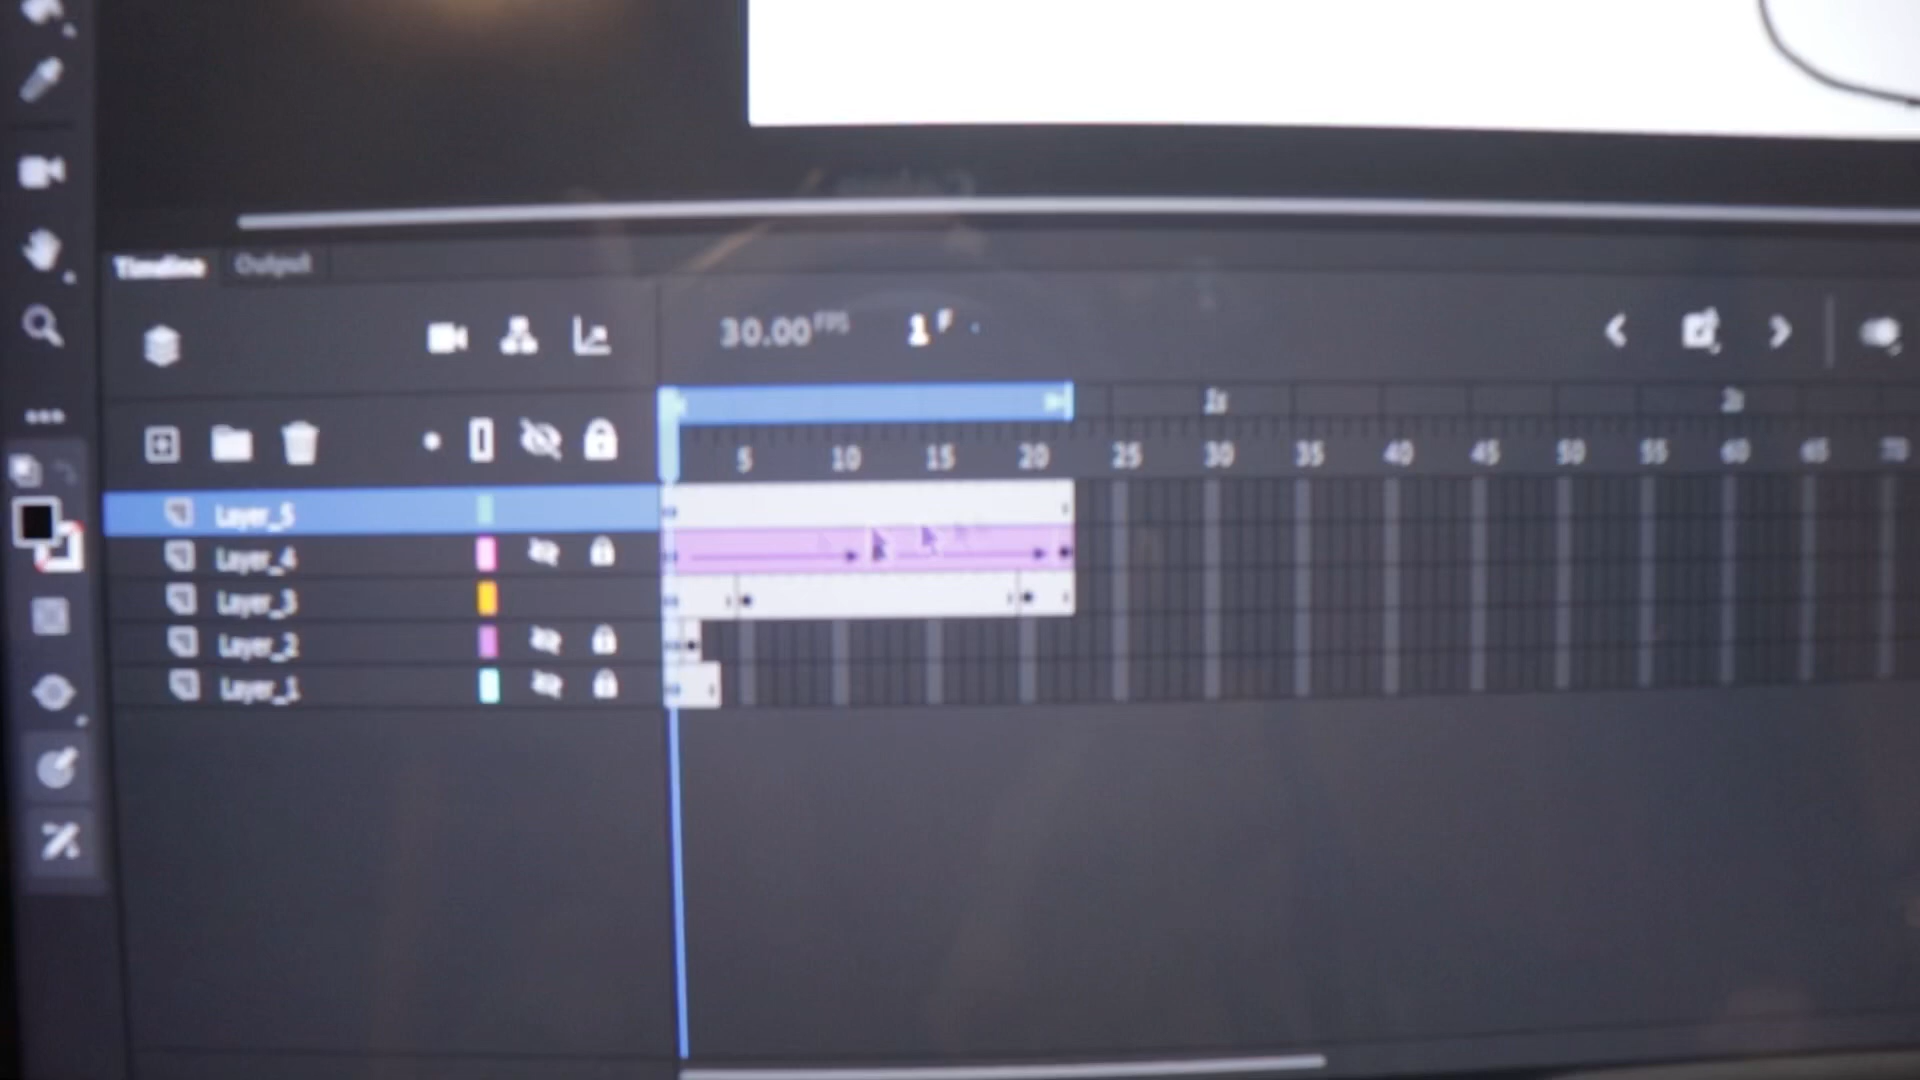 Timeline Output
30.00 FPS 1 F
1s 2s
5 10 15 20 25 30 35 40 45 50 55 60 65 70
Layer_5
Layer_4
Layer_3
Layer_2
Layer_1